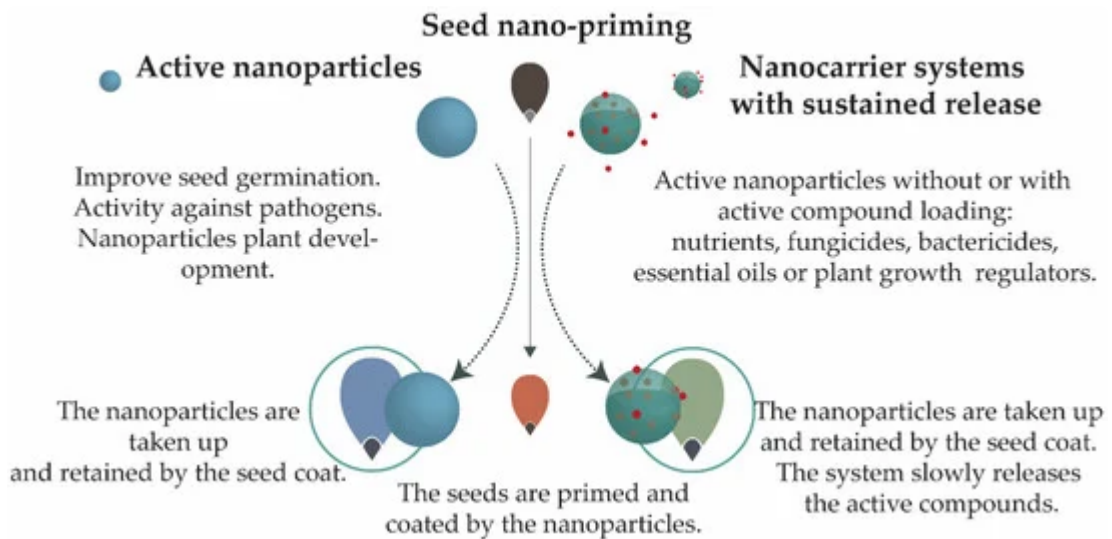 Seed nano-priming
Active nanoparticles
Improve seed germination.
Activity against pathogens.
Nanoparticles plant devel-
opment.
Nanocarrier systems
with sustained release
Active nanoparticles without or with
active compound loading:
nutrients, fungicides, bactericides,
essential oils or plant growth regulators.
The nanoparticles are
taken up
and retained by the seed coat.
The seeds are primed and
coated by the nanoparticles.
The nanoparticles are taken up
and retained by the seed coat.
The system slowly releases
the active compounds.